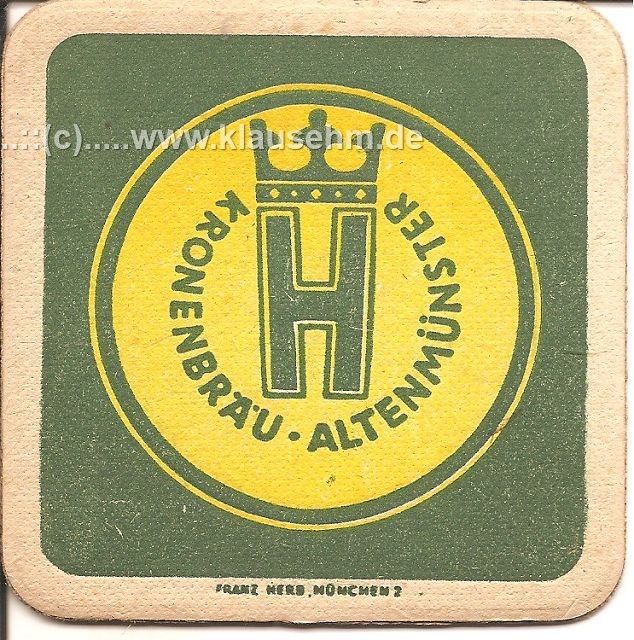 ..::(c).....www.klausehm.de
H
KRONENBRÄU · ALTENMÜNSTER
FRANZ HERB, MÜNCHEN 2